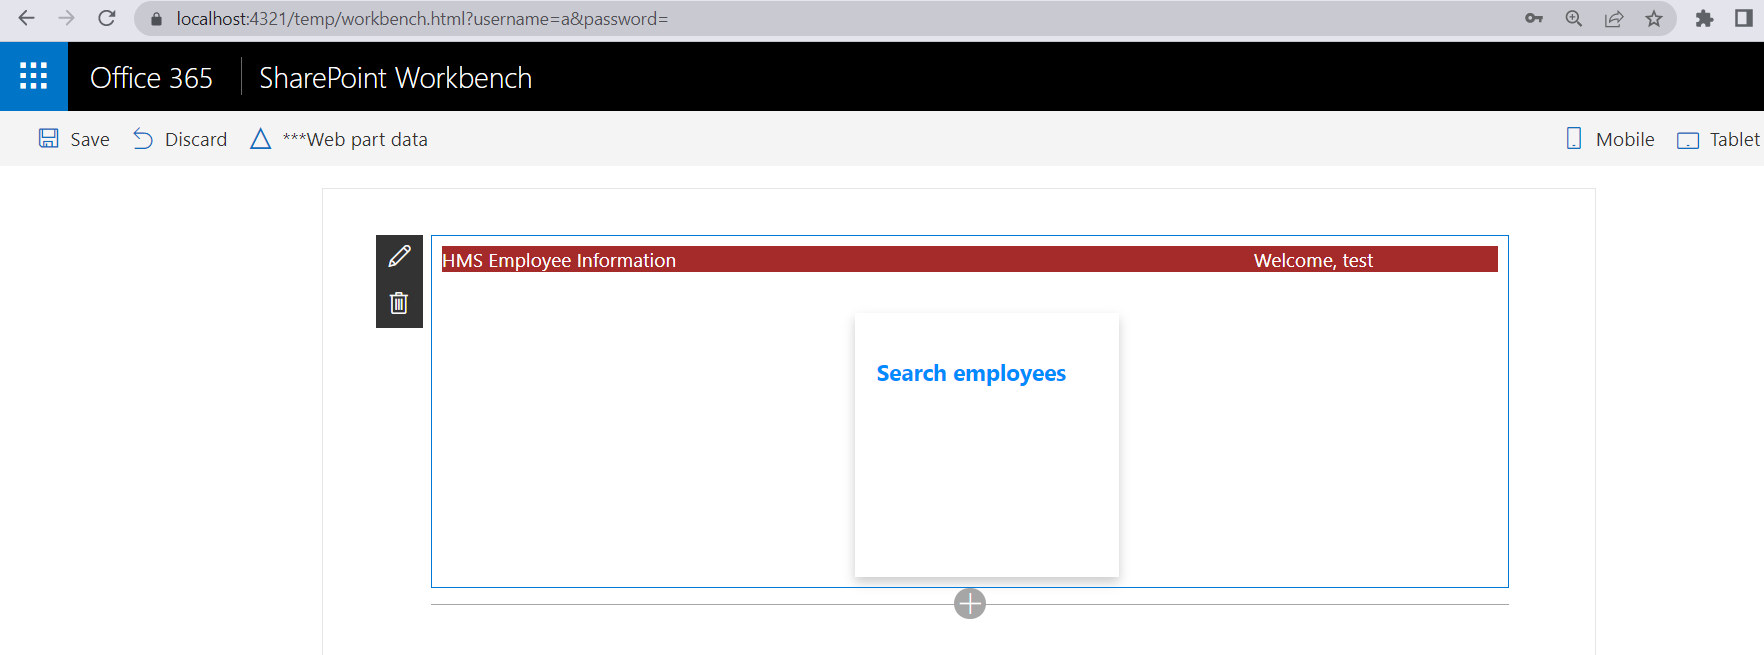 localhost:4321/temp/workbench.html?username=a&password=
Office 365 SharePoint Workbench
Save Discard ***Web part data Mobile Tablet
HMS Employee Information Welcome, test
Search employees